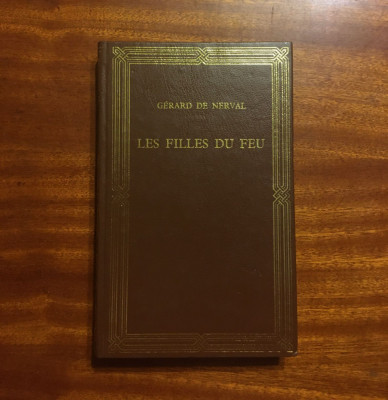 GÉRARD DE NERVAL
LES FILLES DU FEU